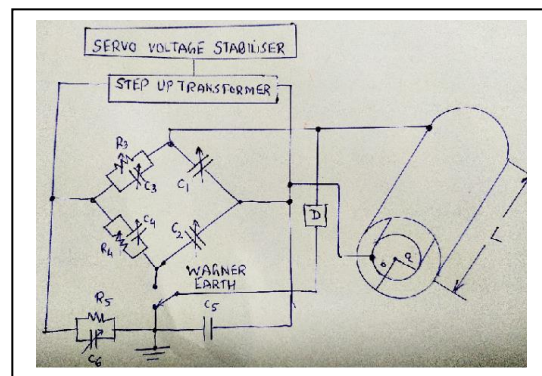 SERVO VOLTAGE STABILISER
STEP UP TRANSFORMER
R3
C3
C1
C4
R4
C2
D
L
WAGNER
EARTH
R5
C6
C5